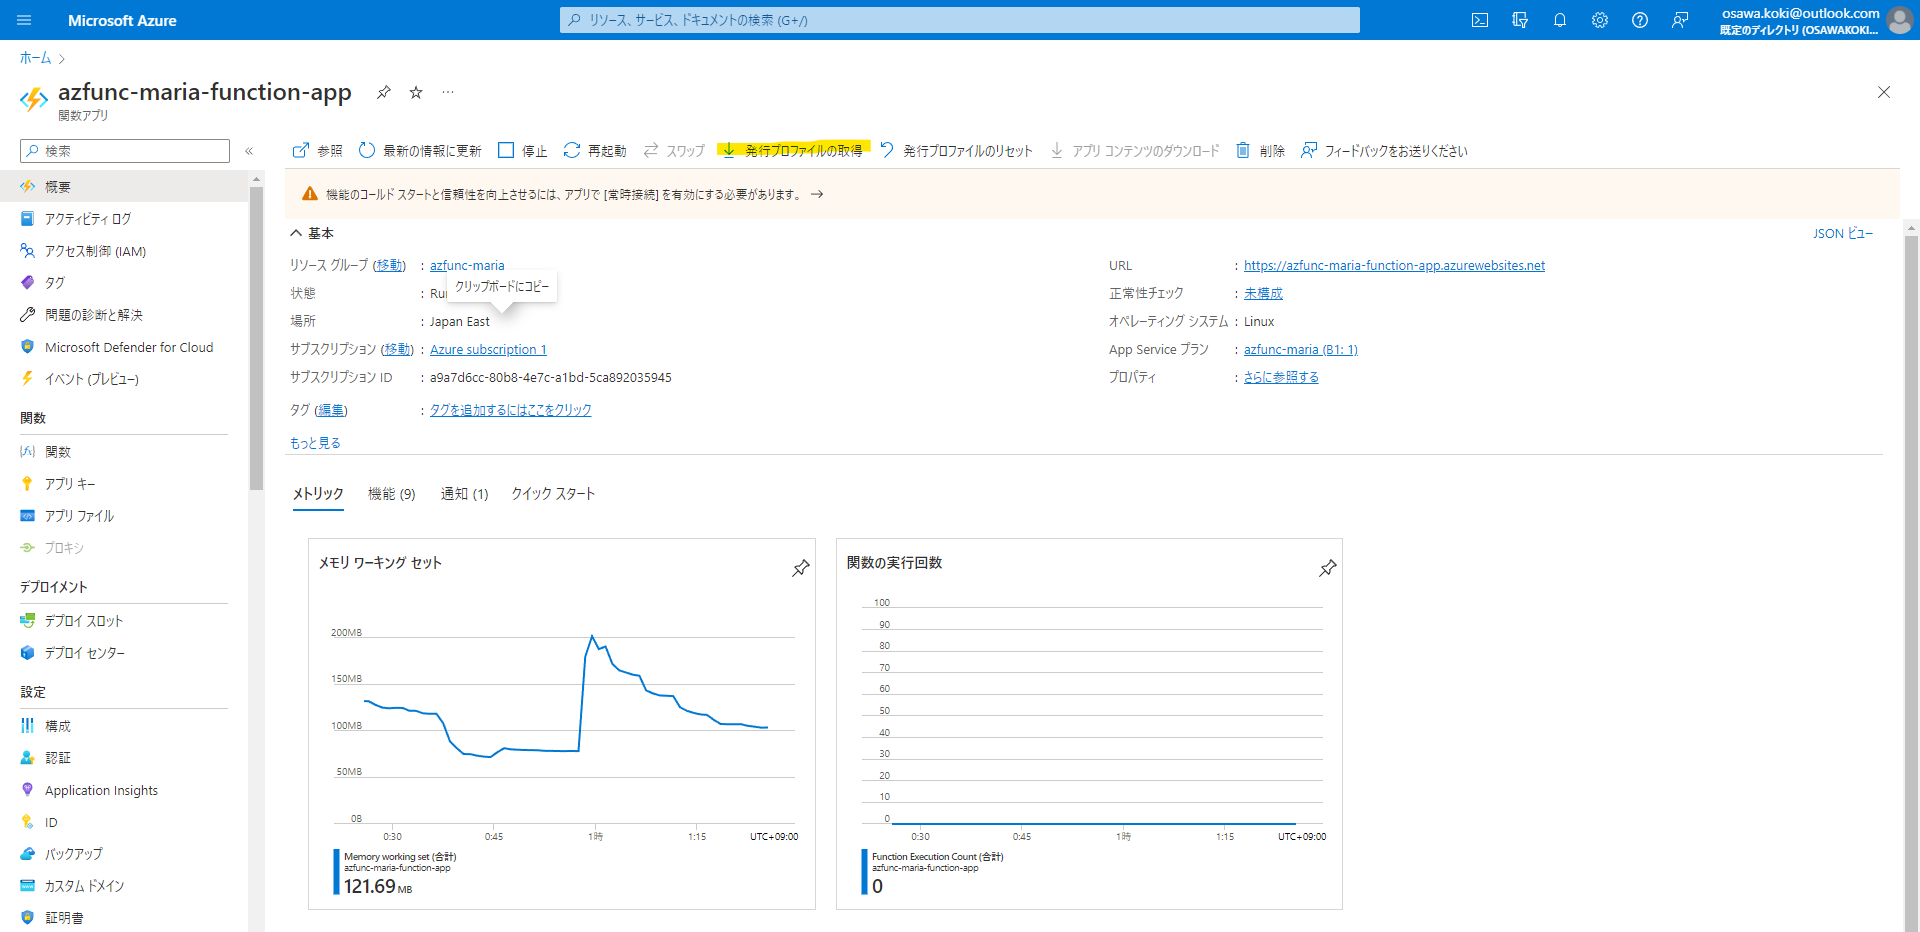 Microsoft Azure
リソース、サービス、ドキュメントの検索 (G+/)
osawa.koki@outlook.com
既定のディレクトリ (OSAWAKOKI...
ホーム
azfunc-maria-function-app
関数アプリ
検索
参照 最新の情報に更新 停止 再起動 スワップ 発行プロファイルの取得 発行プロファイルのリセット アプリ コンテンツのダウンロード 削除 フィードバックをお送りください
概要
アクティビティ ログ
アクセス制御 (IAM)
タグ
問題の診断と解決
Microsoft Defender for Cloud
イベント (プレビュー)
関数
関数
アプリ キー
アプリ ファイル
プロキシ
デプロイメント
デプロイ スロット
デプロイ センター
設定
構成
認証
Application Insights
ID
バックアップ
カスタム ドメイン
証明書
機能のコールド スタートと信頼性を向上させるには、アプリで [常時接続] を有効にする必要があります。 →
基本
JSON ビュー
リソース グループ (移動) : azfunc-maria
状態 : Ru
クリップボードにコピー
場所 : Japan East
サブスクリプション (移動) : Azure subscription 1
サブスクリプション ID : a9a7d6cc-80b8-4e7c-a1bd-5ca892035945
タグ (編集) : タグを追加するにはここをクリック
もっと見る
URL : https://azfunc-maria-function-app.azurewebsites.net
正常性チェック : 未構成
オペレーティング システム : Linux
App Service プラン : azfunc-maria (B1: 1)
プロパティ : さらに参照する
メトリック 機能 (9) 通知 (1) クイック スタート
メモリ ワーキング セット
200MB
150MB
100MB
50MB
0B
0:30 0:45 1時 1:15 UTC+09:00
Memory working set (合計)
azfunc-maria-function-app
121.69 MB
関数の実行回数
100
90
80
70
60
50
40
30
20
10
0
0:30 0:45 1時 1:15 UTC+09:00
Function Execution Count (合計)
azfunc-maria-function-app
0